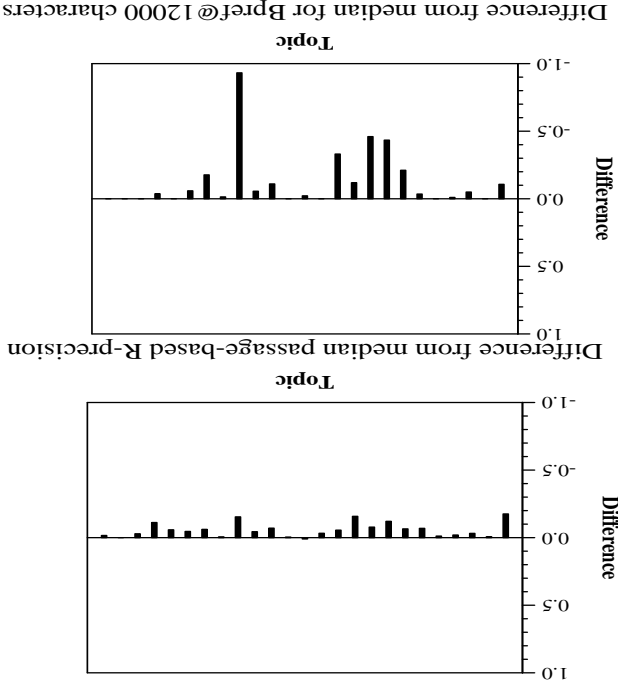 1.0
0.5
Difference
0.0
-0.5
-1.0
Topic
Difference from median passage-based R-precision
1.0
0.5
Difference
0.0
-0.5
-1.0
Topic
Difference from median for Bpref@12000 characters